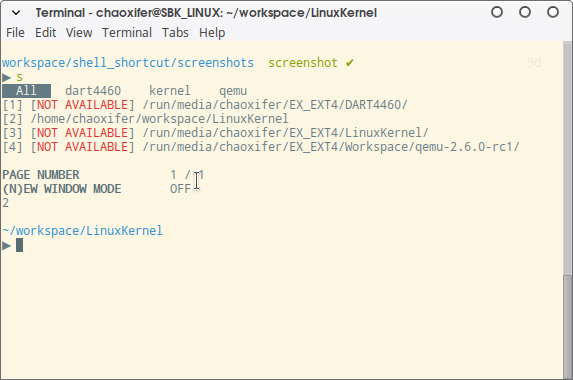 Terminal - chaoxifer@SBK_LINUX: ~/workspace/LinuxKernel
File Edit View Terminal Tabs Help
workspace/shell_shortcut/screenshots screenshot ✔ 9d
▶ s
All dart4460 kernel qemu
[1] [NOT AVAILABLE] /run/media/chaoxifer/EX_EXT4/DART4460/
[2] /home/chaoxifer/workspace/LinuxKernel
[3] [NOT AVAILABLE] /run/media/chaoxifer/EX_EXT4/LinuxKernel/
[4] [NOT AVAILABLE] /run/media/chaoxifer/EX_EXT4/Workspace/qemu-2.6.0-rc1/
PAGE NUMBER 1 / 1
(N)EW WINDOW MODE OFF
2
~/workspace/LinuxKernel
▶